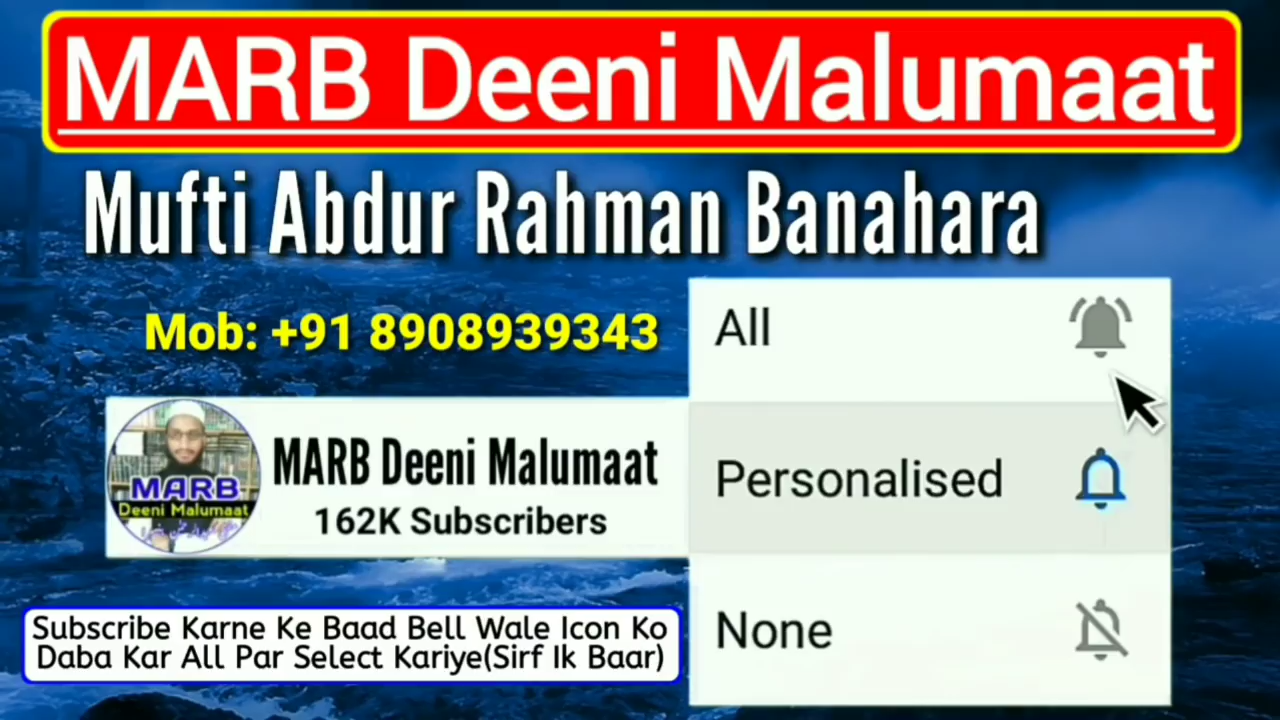 MARB Deeni Malumaat
Mufti Abdur Rahman Banahara
Mob: +91 8908939343
All
MARB Deeni Malumaat
162K Subscribers
MARB
Deeni Malumaat
Personalised
None
Subscribe Karne Ke Baad Bell Wale Icon Ko
Daba Kar All Par Select Kariye(Sirf Ik Baar)